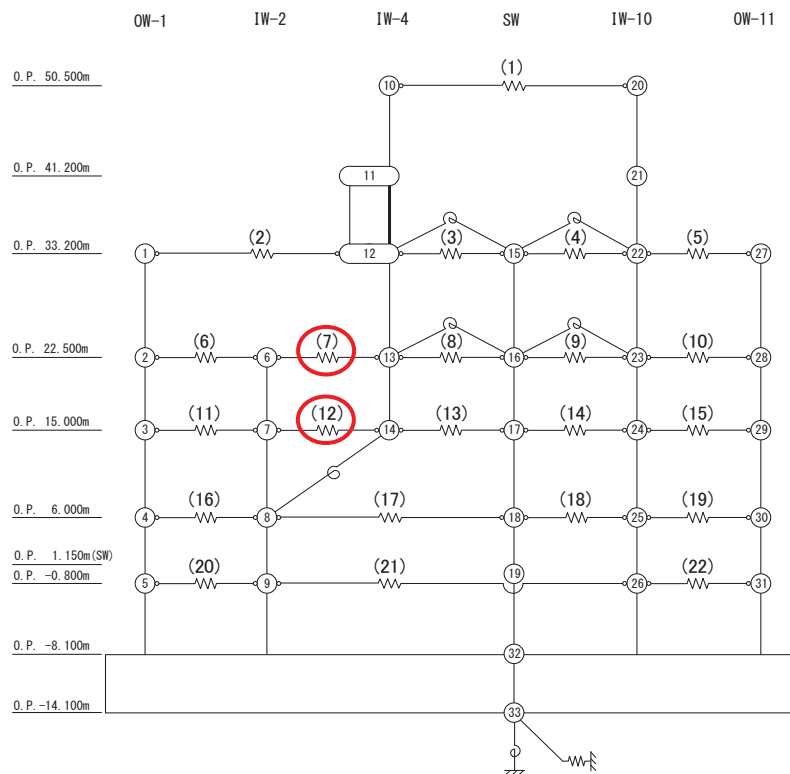 OW-1 IW-2 IW-4 SW IW-10 OW-11
O.P. 50.500m 10 (1) 20
O.P. 41.200m 11 21
O.P. 33.200m 1 (2) 12 (3) 15 (4) 22 (5) 27
O.P. 22.500m 2 (6) 6 (7) 13 (8) 16 (9) 23 (10) 28
O.P. 15.000m 3 (11) 7 (12) 14 (13) 17 (14) 24 (15) 29
O.P. 6.000m 4 (16) 8 (17) 18 (18) 25 (19) 30
O.P. 1.150m(SW) 19
O.P. -0.800m 5 (20) 9 (21) 26 (22) 31
O.P. -8.100m 32
O.P.-14.100m 33